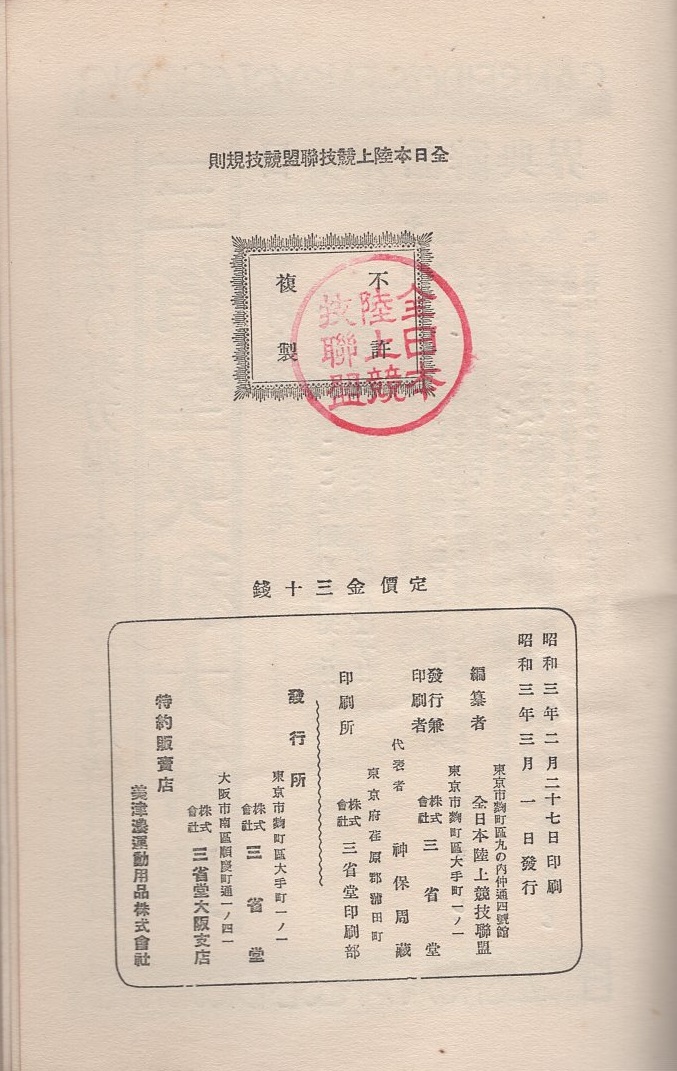 全日本陸上競技聯盟競技規則
不許
複製
全日本
陸上競
技聯盟
定價金三十錢
昭和三年二月二十七日印刷
昭和三年三月一日發行
編纂者
東京市麴町區丸の內仲通四號館
全日本陸上競技聯盟
發行兼
印刷者
東京市麴町區大手町一ノ一
株式
會社
三省堂
代表者 神保周藏
印刷所
東京府荏原郡蒲田町
株式
會社
三省堂印刷部
發行所
東京市麴町區大手町一ノ一
株式
會社
三省堂
大阪市南區順慶町通一ノ四一
株式
會社
三省堂大阪支店
特約販賣店
美津濃運動用品株式會社